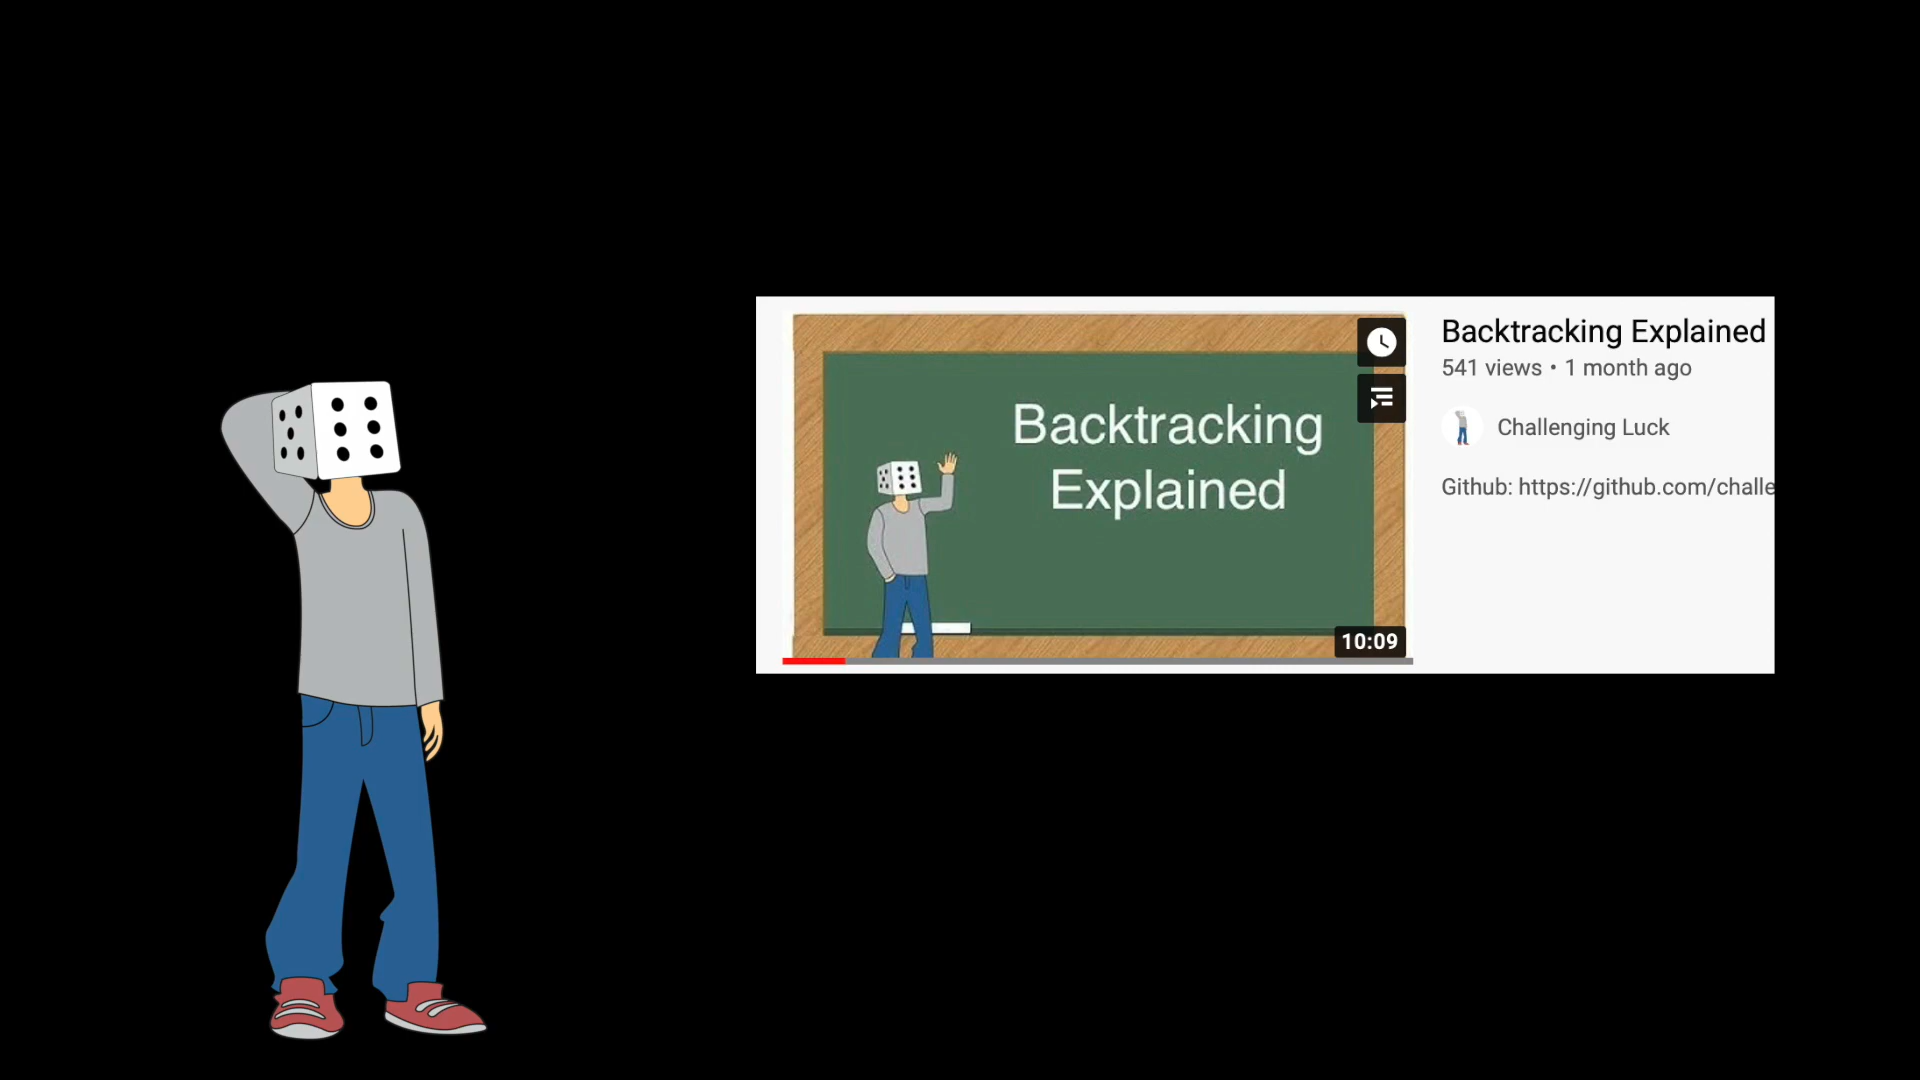 Backtracking
Explained
10:09
Backtracking Explained
541 views • 1 month ago
Challenging Luck
Github: https://github.com/challe